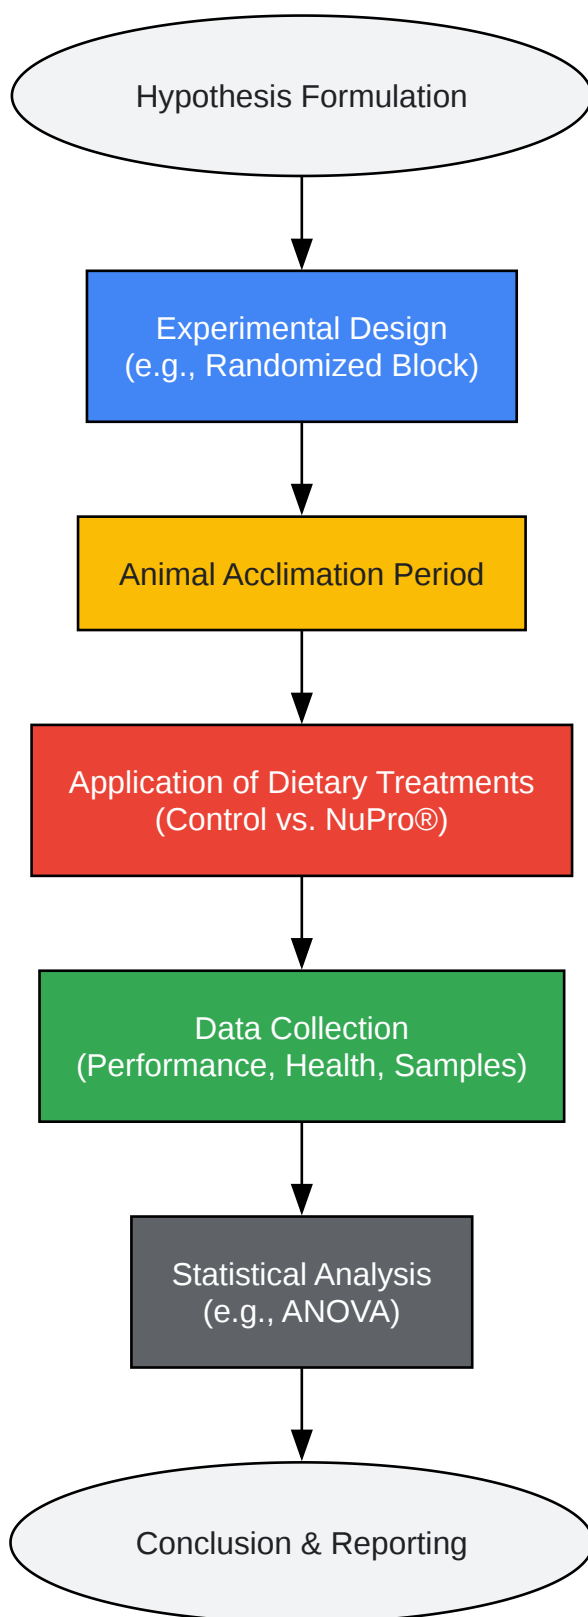 Hypothesis Formulation
Experimental Design
(e.g., Randomized Block)
Animal Acclimation Period
Application of Dietary Treatments
(Control vs. NuPro®)
Data Collection
(Performance, Health, Samples)
Statistical Analysis
(e.g., ANOVA)
Conclusion & Reporting